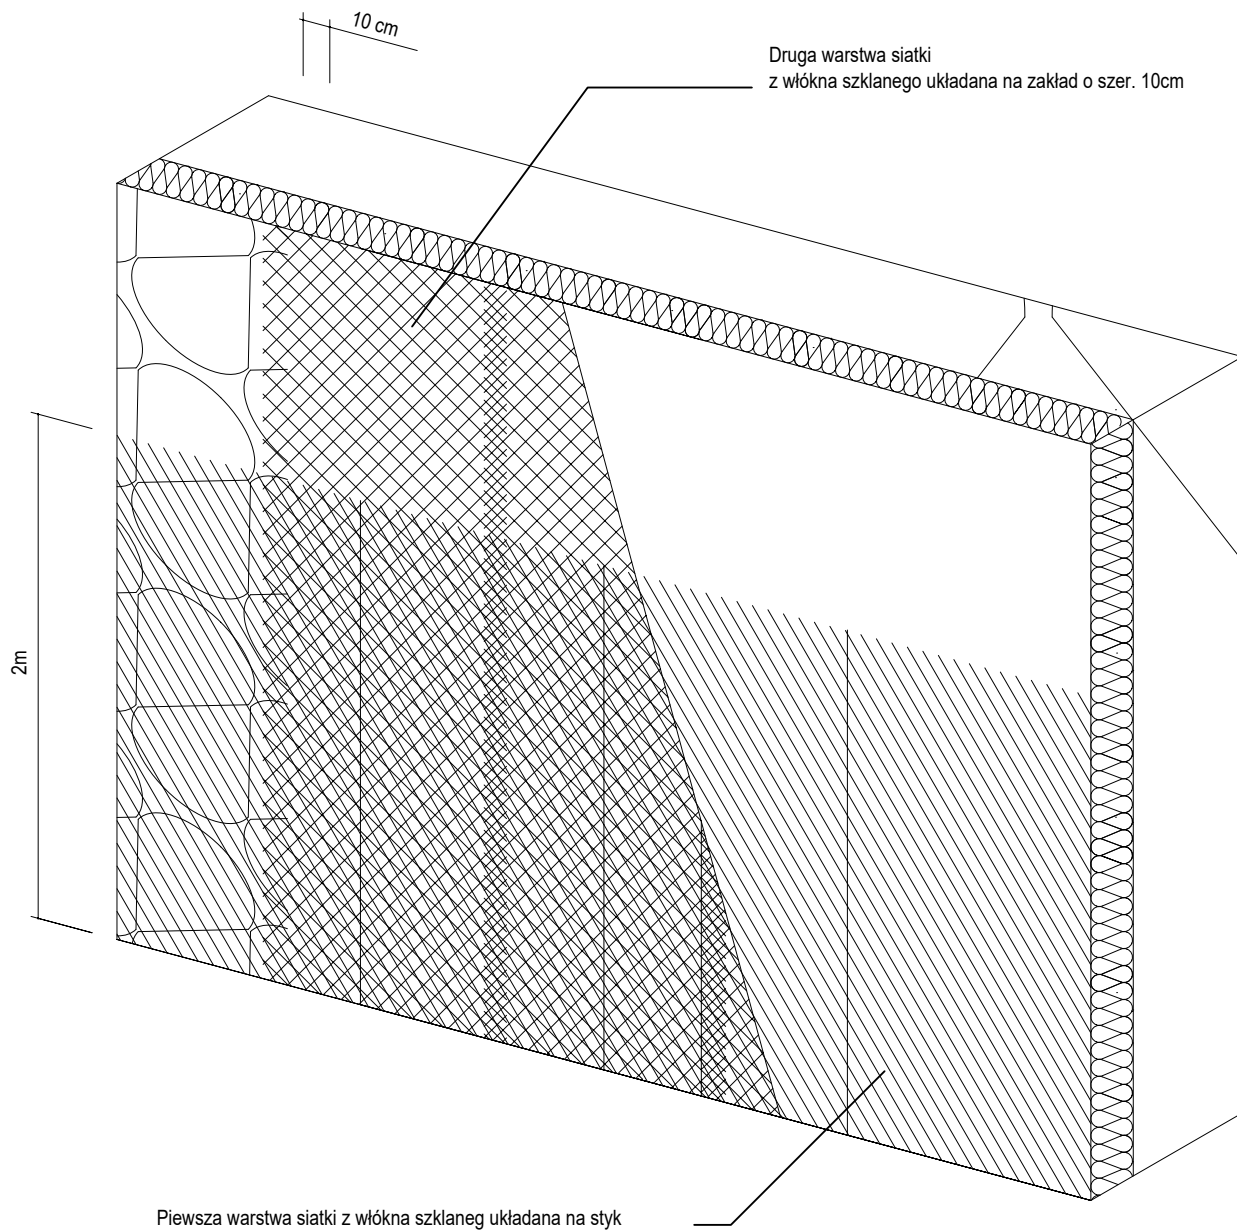 10 cm
Druga warstwa siatki
z włókna szklanego układana na zakład o szer. 10cm
2m
Piewsza warstwa siatki z włókna szklaneg układana na styk